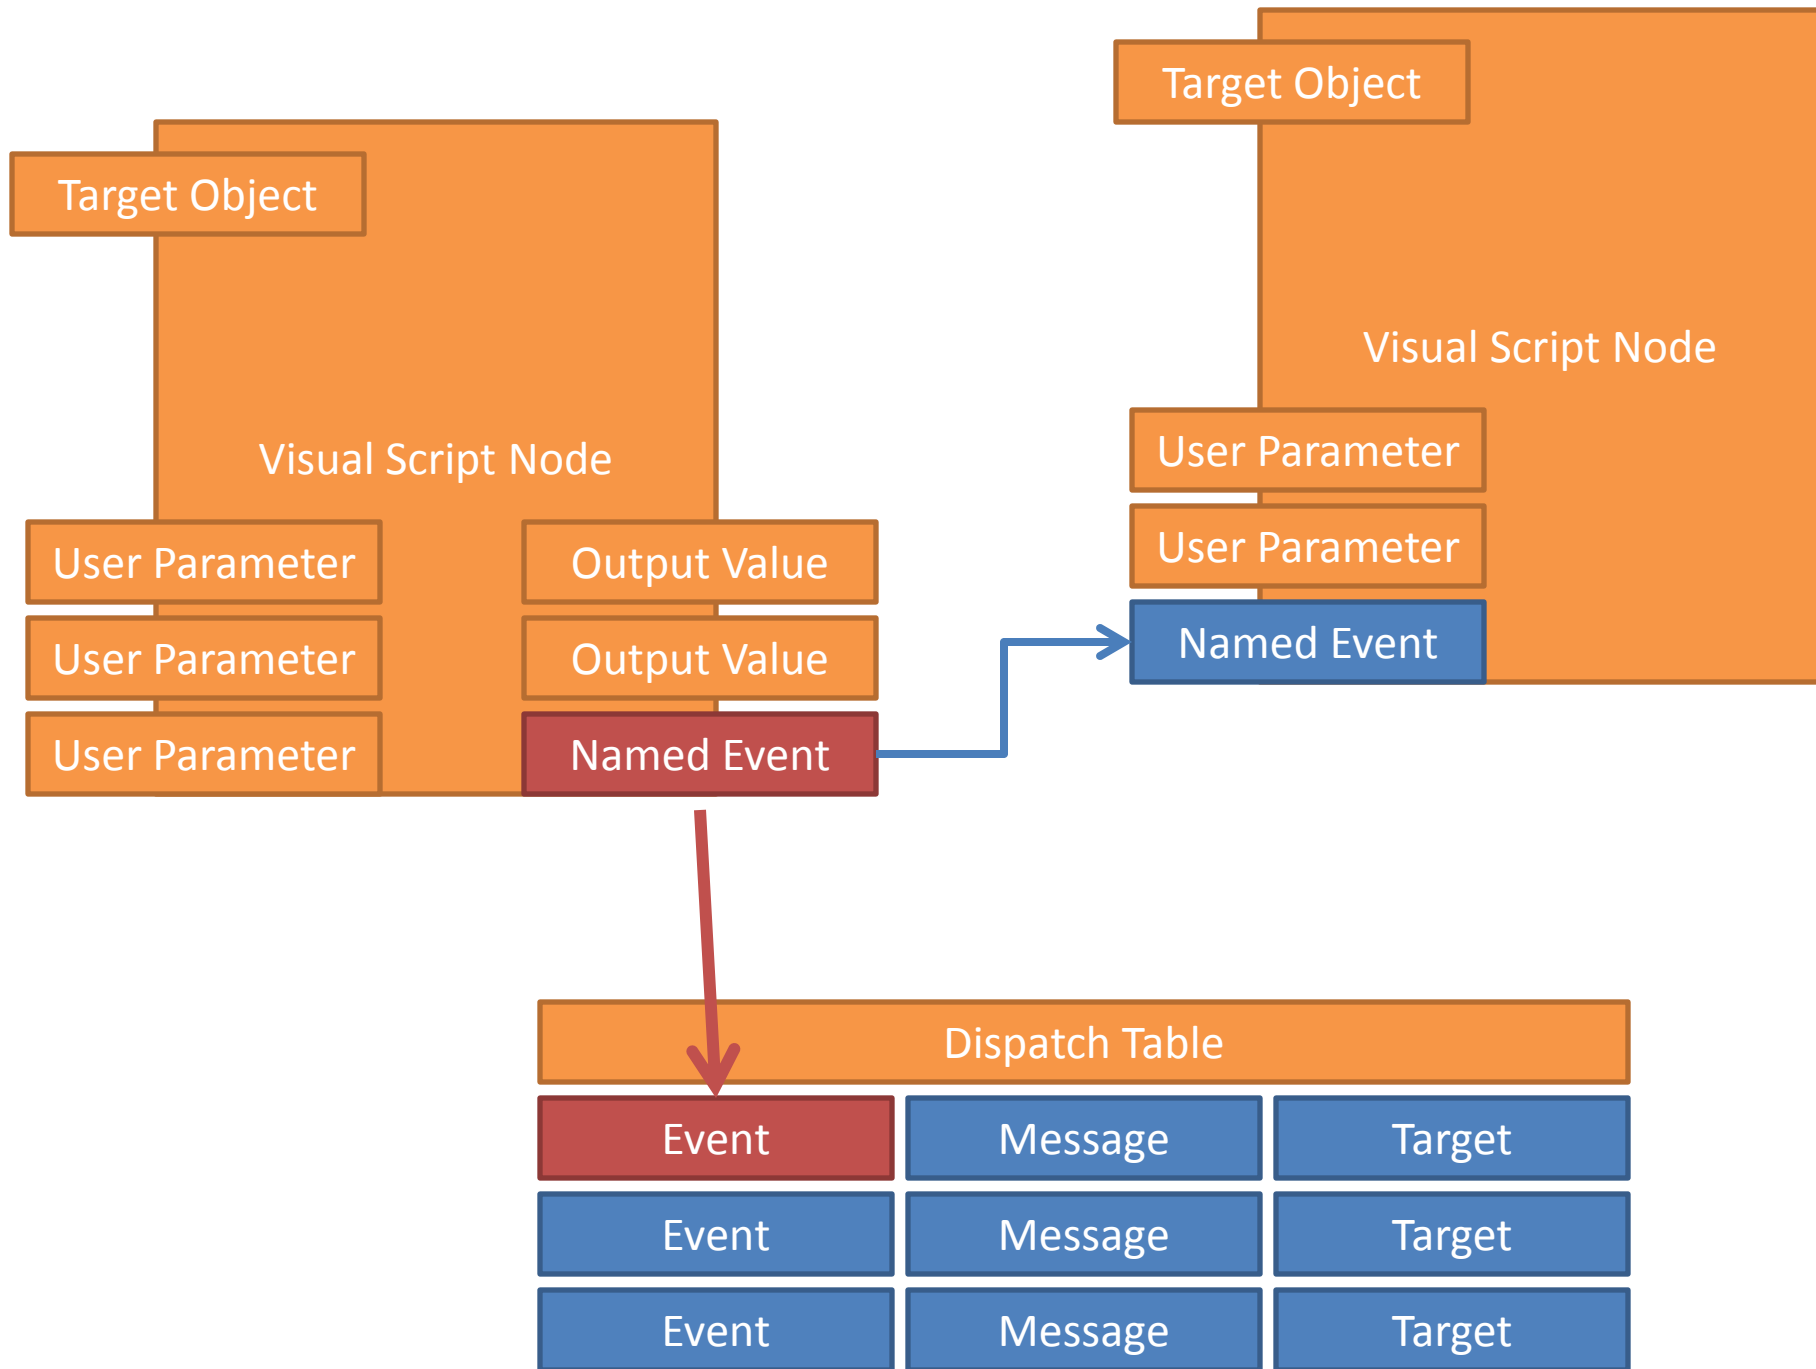 Target Object
Visual Script Node
User Parameter
User Parameter
User Parameter
Output Value
Output Value
Named Event
Target Object
Visual Script Node
User Parameter
User Parameter
Named Event
Dispatch Table
Event Message Target
Event Message Target
Event Message Target